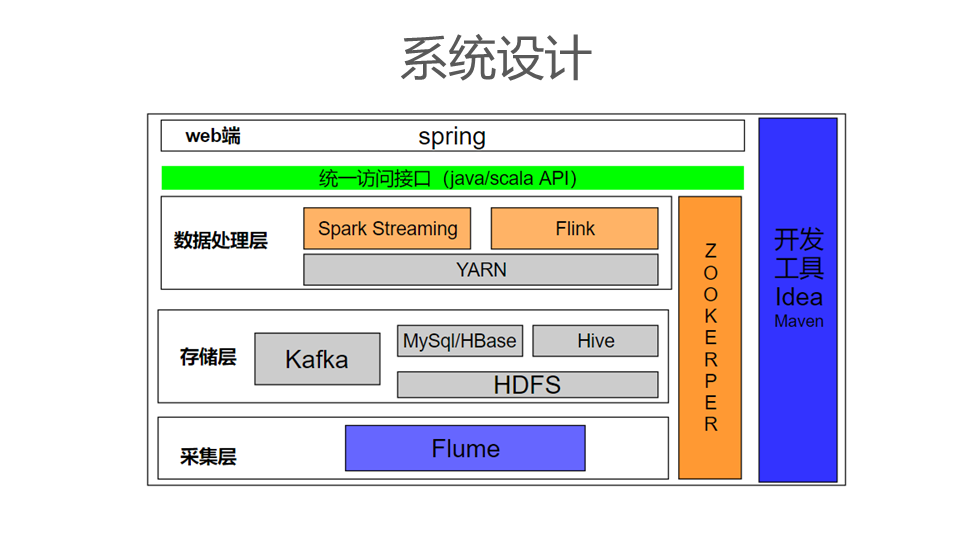 系统设计
web端
spring
统一访问接口（java/scala API）
数据处理层
Spark Streaming
Flink
YARN
存储层
Kafka
MySql/HBase
Hive
HDFS
采集层
Flume
Z
O
O
K
E
R
P
E
R
开发
工具
Idea
Maven